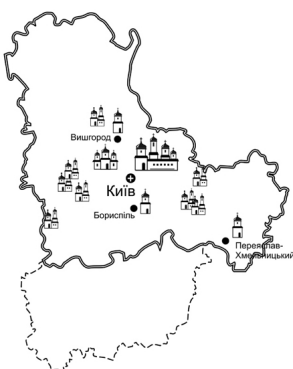 Вишгород
Київ
Бориспіль
Переяслав-
Хмельницький